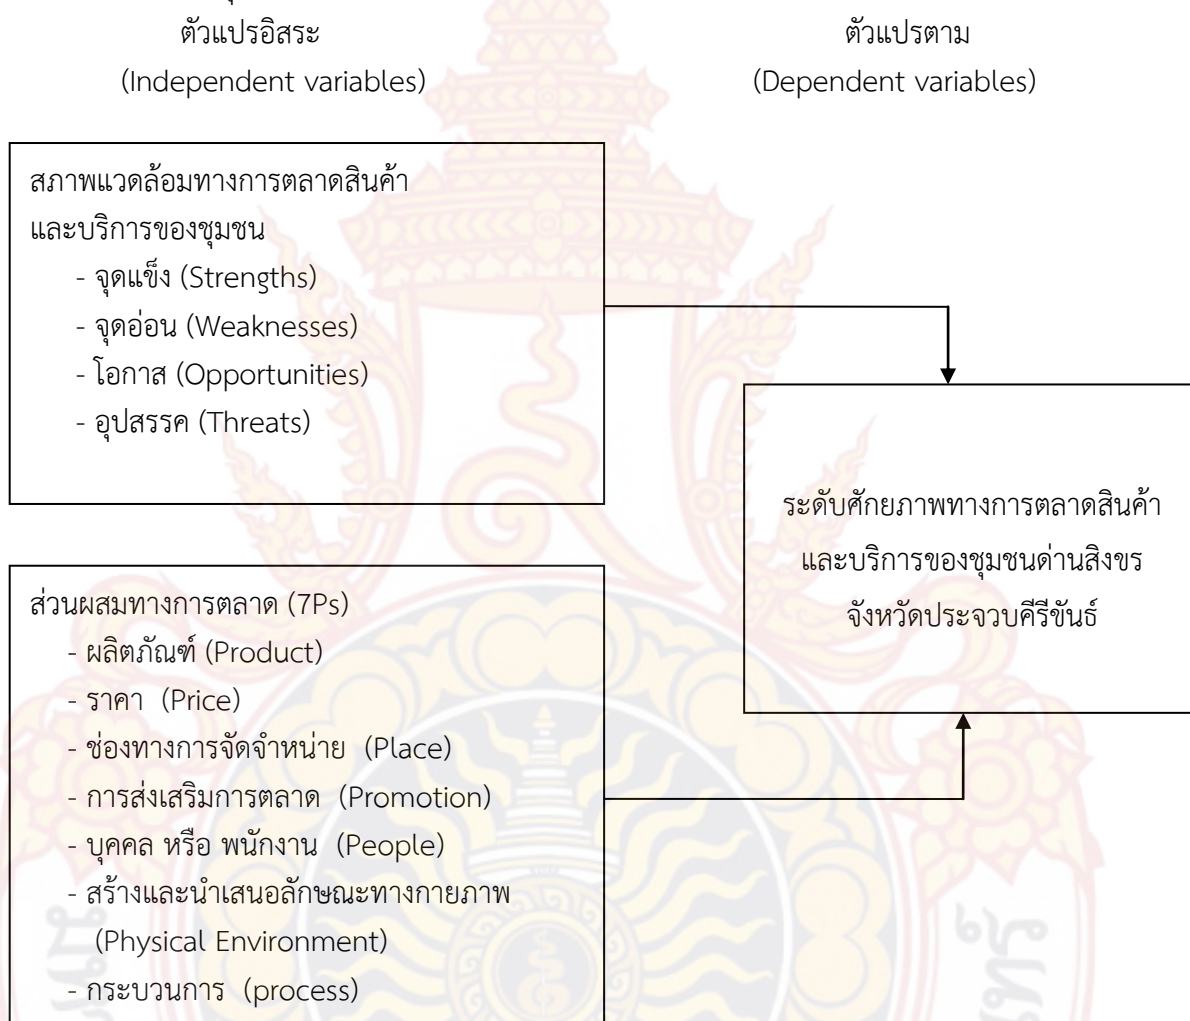 ตัวแปรอิสระ
(Independent variables)
ตัวแปรตาม
(Dependent variables)
สภาพแวดล้อมทางการตลาดสินค้า
และบริการของชุมชน
- จุดแข็ง (Strengths)
- จุดอ่อน (Weaknesses)
- โอกาส (Opportunities)
- อุปสรรค (Threats)
ส่วนผสมทางการตลาด (7Ps)
- ผลิตภัณฑ์ (Product)
- ราคา (Price)
- ช่องทางการจัดจำหน่าย (Place)
- การส่งเสริมการตลาด (Promotion)
- บุคคล หรือ พนักงาน (People)
- สร้างและนำเสนอลักษณะทางกายภาพ
(Physical Environment)
- กระบวนการ (process)
ระดับศักยภาพทางการตลาดสินค้า
และบริการของชุมชนด่านสิงขร
จังหวัดประจวบคีรีขันธ์